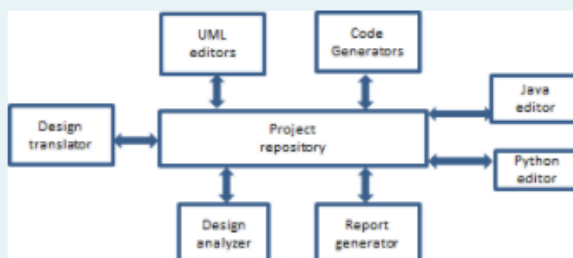 UML
editors
Code
Generators
Java
editor
Design
translator
Project
repository
Python
editor
Design
analyzer
Report
generator